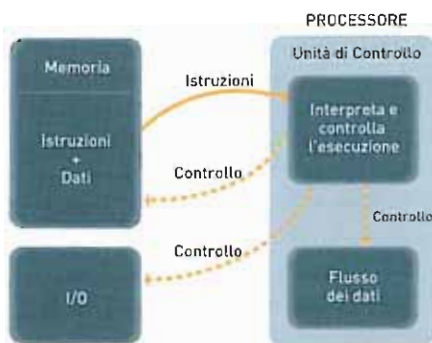 PROCESSORE
Unità di Controllo
Memoria
Istruzioni
+
Dati
Istruzioni
Interpreta e
controlla
l'esecuzione
Controllo
Controllo
Controllo
I/O
Flusso
dei dati